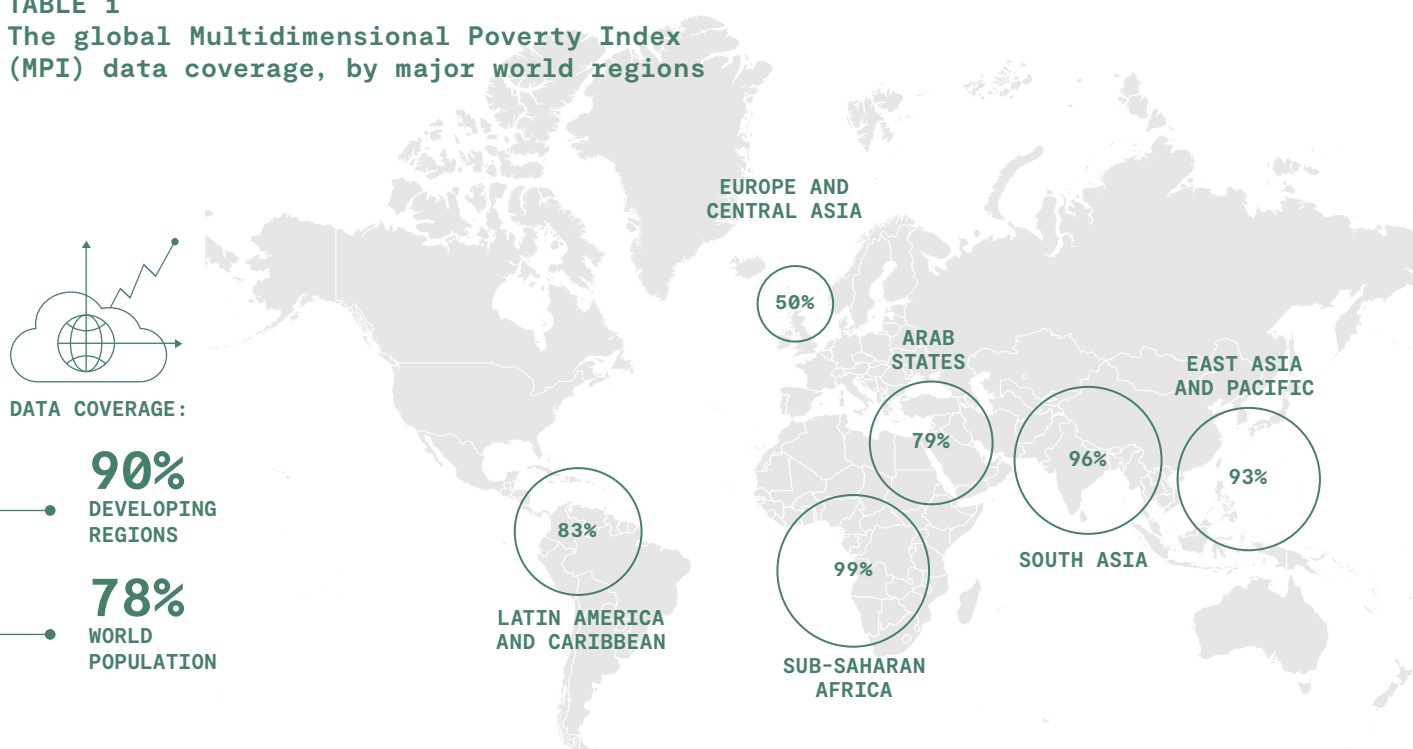 TABLE 1
The global Multidimensional Poverty Index
(MPI) data coverage, by major world regions
EUROPE AND
CENTRAL ASIA
50%
ARAB
STATES
79%
EAST ASIA
AND PACIFIC
93%
96%
SOUTH ASIA
83%
LATIN AMERICA
AND CARIBBEAN
99%
SUB-SAHARAN
AFRICA
DATA COVERAGE:
90%
DEVELOPING
REGIONS
78%
WORLD
POPULATION